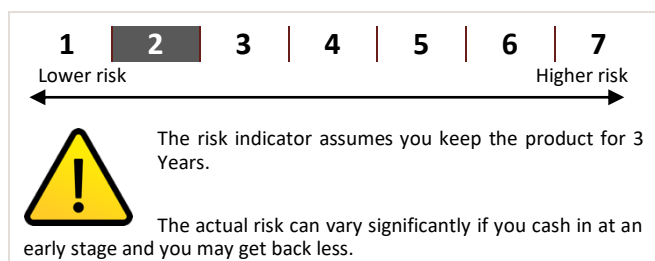 1 2 3 4 5 6 7
Lower risk Higher risk
The risk indicator assumes you keep the product for 3
Years.
The actual risk can vary significantly if you cash in at an
early stage and you may get back less.